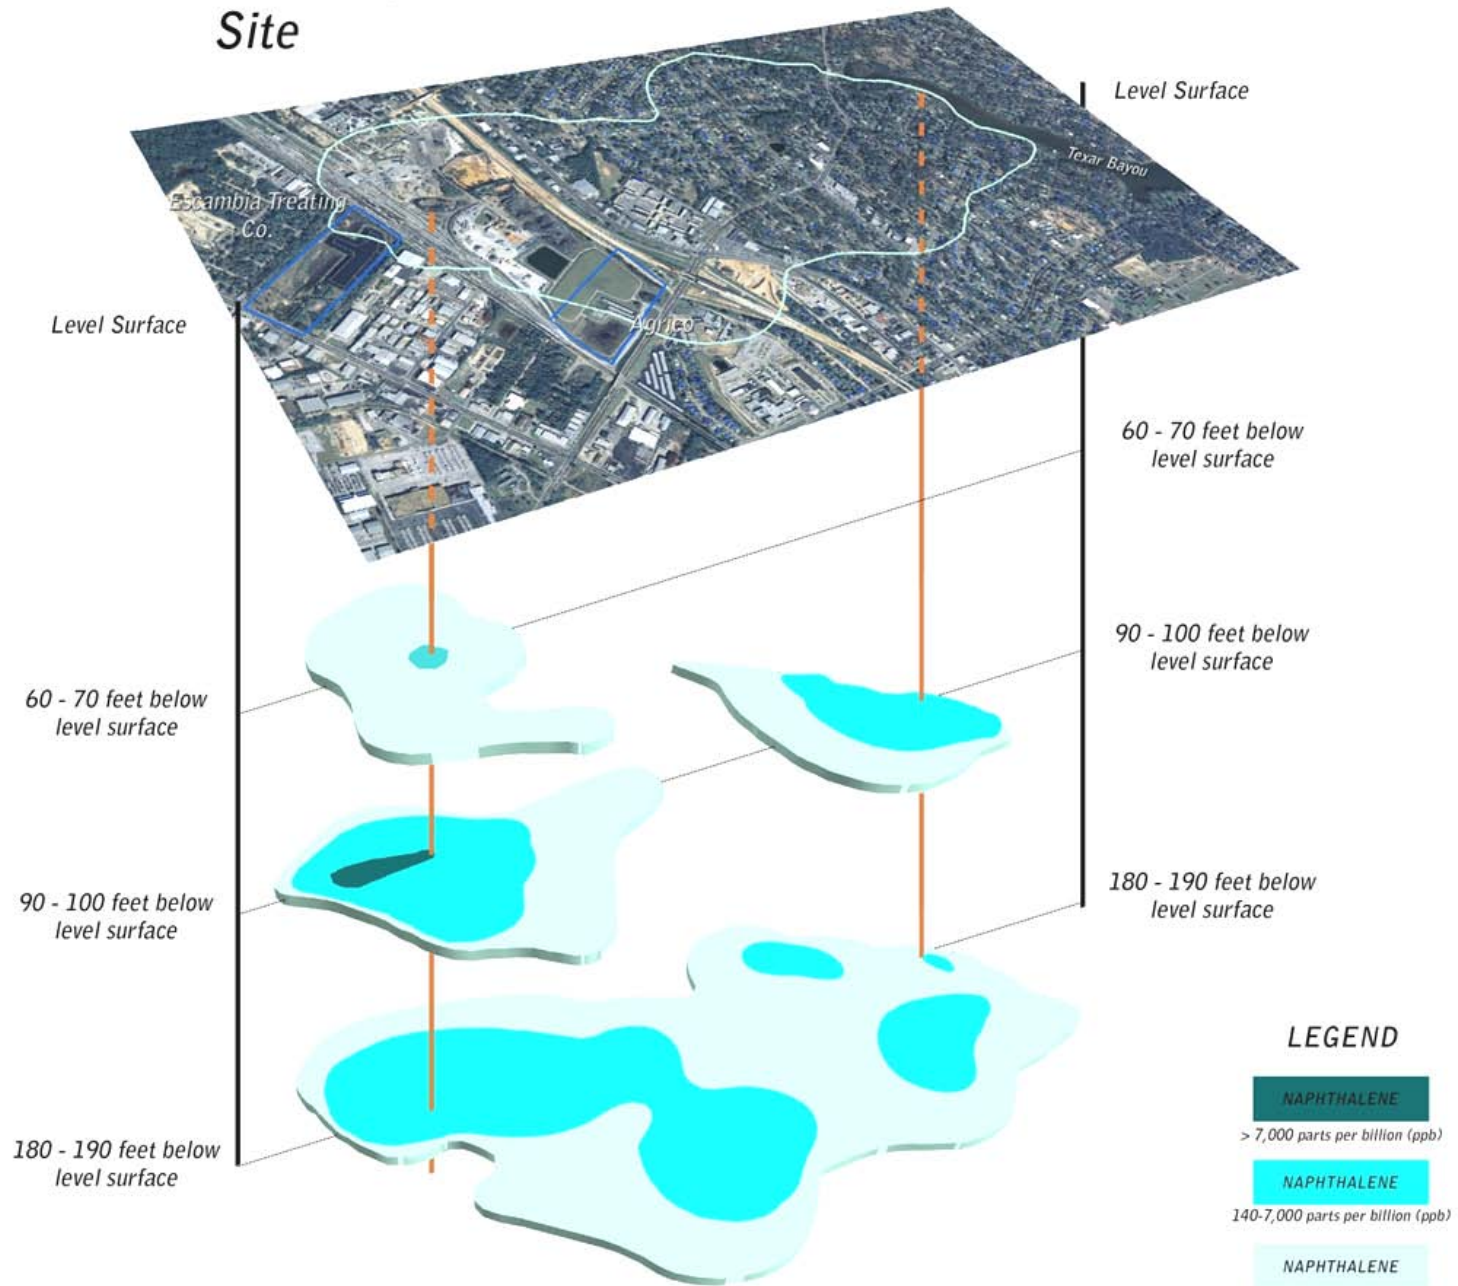 Site
Level Surface
Texar Bayou
Escambia Treating
Co.
Level Surface
Agrico
60 - 70 feet below
level surface
90 - 100 feet below
level surface
60 - 70 feet below
level surface
90 - 100 feet below
level surface
180 - 190 feet below
level surface
180 - 190 feet below
level surface
LEGEND
NAPHTHALENE
> 7,000 parts per billion (ppb)
NAPHTHALENE
140-7,000 parts per billion (ppb)
NAPHTHALENE